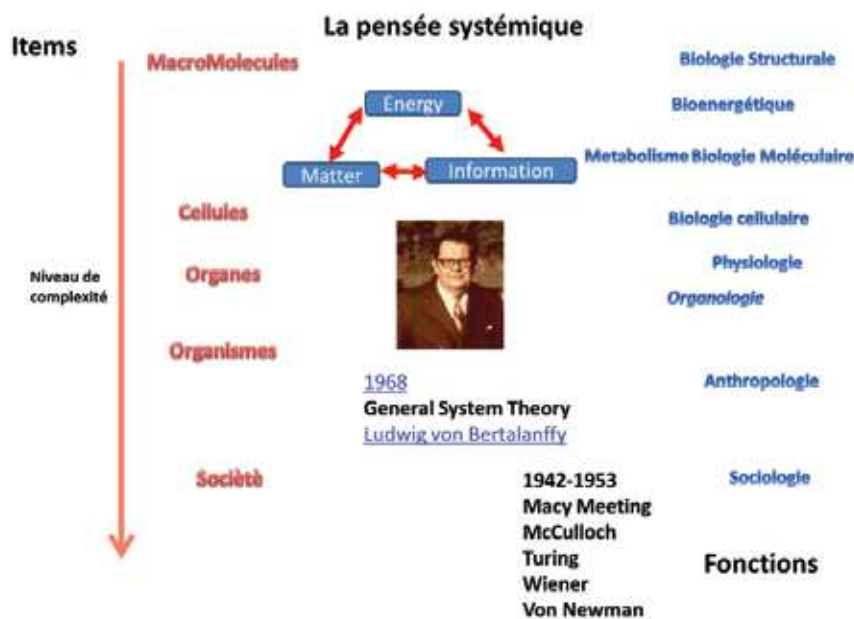 La pensée systémique
Items
MacroMolecules
Biologie Structurale
Energy
Bioenergétique
Matter
Information
Metabolisme Biologie Moléculaire
Cellules
Biologie cellulaire
Niveau de
complexité
Organes
Physiologie
Organologie
Organismes
1968
General System Theory
Ludwig von Bertalanffy
Anthropologie
Sociètè
1942-1953
Macy Meeting
McCulloch
Turing
Wiener
Von Newman
Sociologie
Fonctions